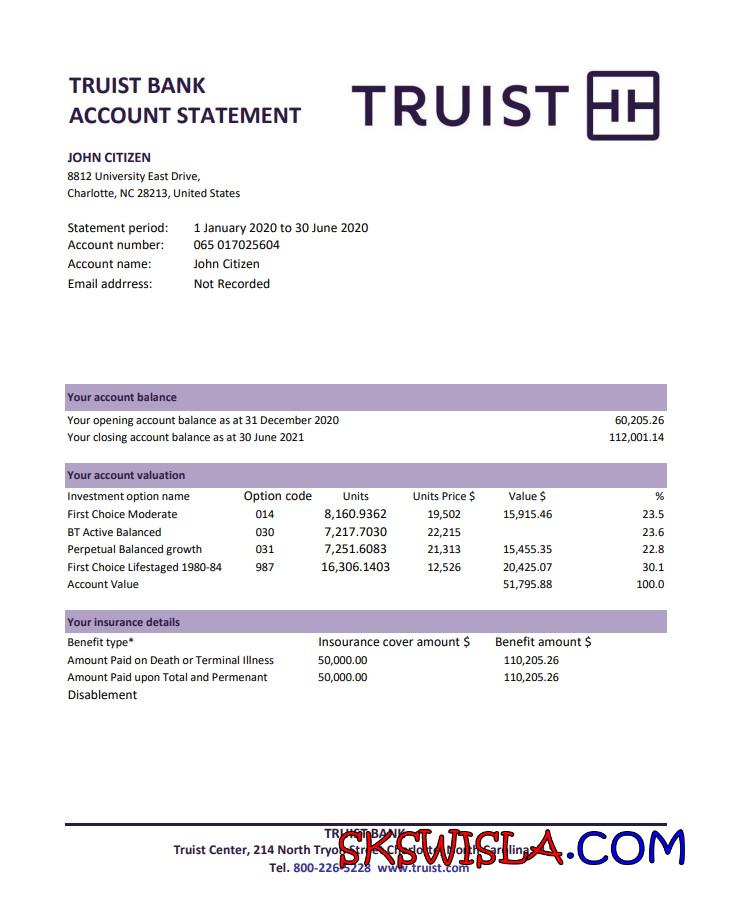 TRUIST BANK
ACCOUNT STATEMENT
TRUIST
JOHN CITIZEN
8812 University East Drive,
Charlotte, NC 28213, United States
Statement period: 1 January 2020 to 30 June 2020
Account number: 065 017025604
Account name: John Citizen
Email addrress: Not Recorded
Your account balance
Your opening account balance as at 31 December 2020 60,205.26
Your closing account balance as at 30 June 2021 112,001.14
Your account valuation
Investment option name Option code Units Units Price $ Value $ %
First Choice Moderate 014 8,160.9362 19,502 15,915.46 23.5
BT Active Balanced 030 7,217.7030 22,215 23.6
Perpetual Balanced growth 031 7,251.6083 21,313 15,455.35 22.8
First Choice Lifestaged 1980-84 987 16,306.1403 12,526 20,425.07 30.1
Account Value 51,795.88 100.0
Your insurance details
Benefit type* Insourance cover amount $ Benefit amount $
Amount Paid on Death or Terminal Illness 50,000.00 110,205.26
Amount Paid upon Total and Permenant 50,000.00 110,205.26
Disablement
TRUIST BANK
Truist Center, 214 North Tryon Street, Charlotte, North Carolina
SKSWISLA.COM
Tel. 800-226-5228 www.truist.com